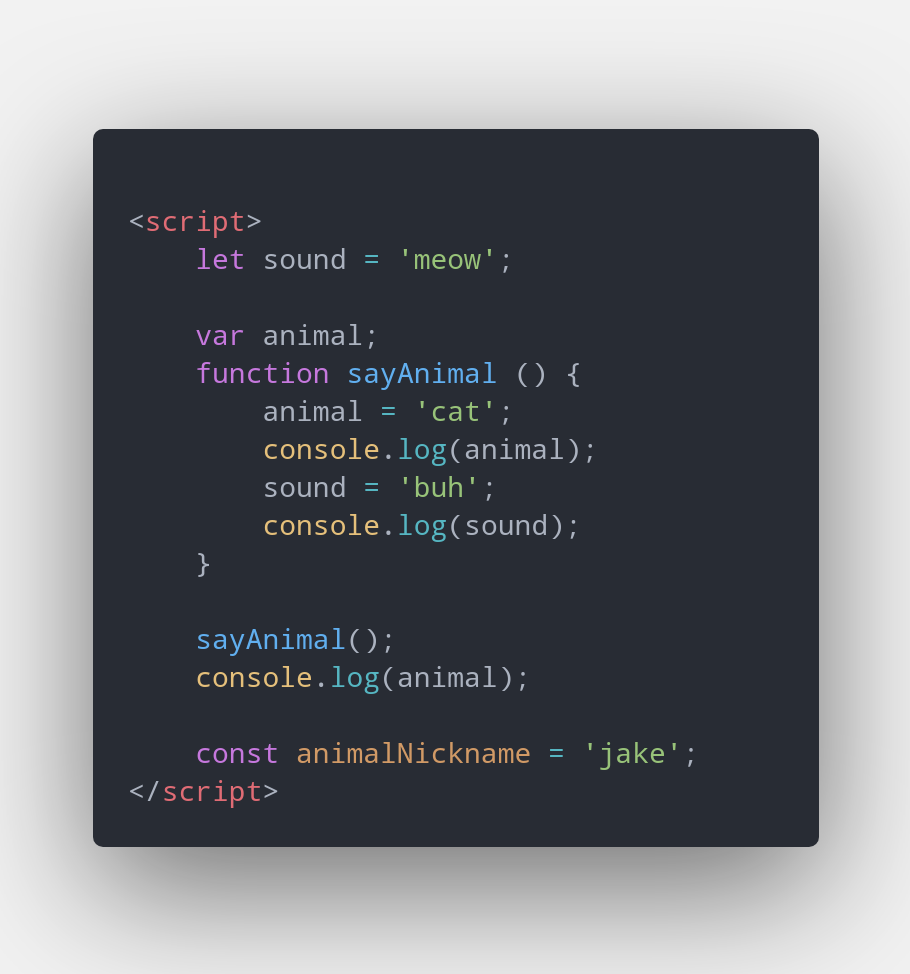 <script>
    let sound = 'meow';

    var animal;
    function sayAnimal () {
        animal = 'cat';
        console.log(animal);
        sound = 'buh';
        console.log(sound);
    }

    sayAnimal();
    console.log(animal);

    const animalNickname = 'jake';
</script>